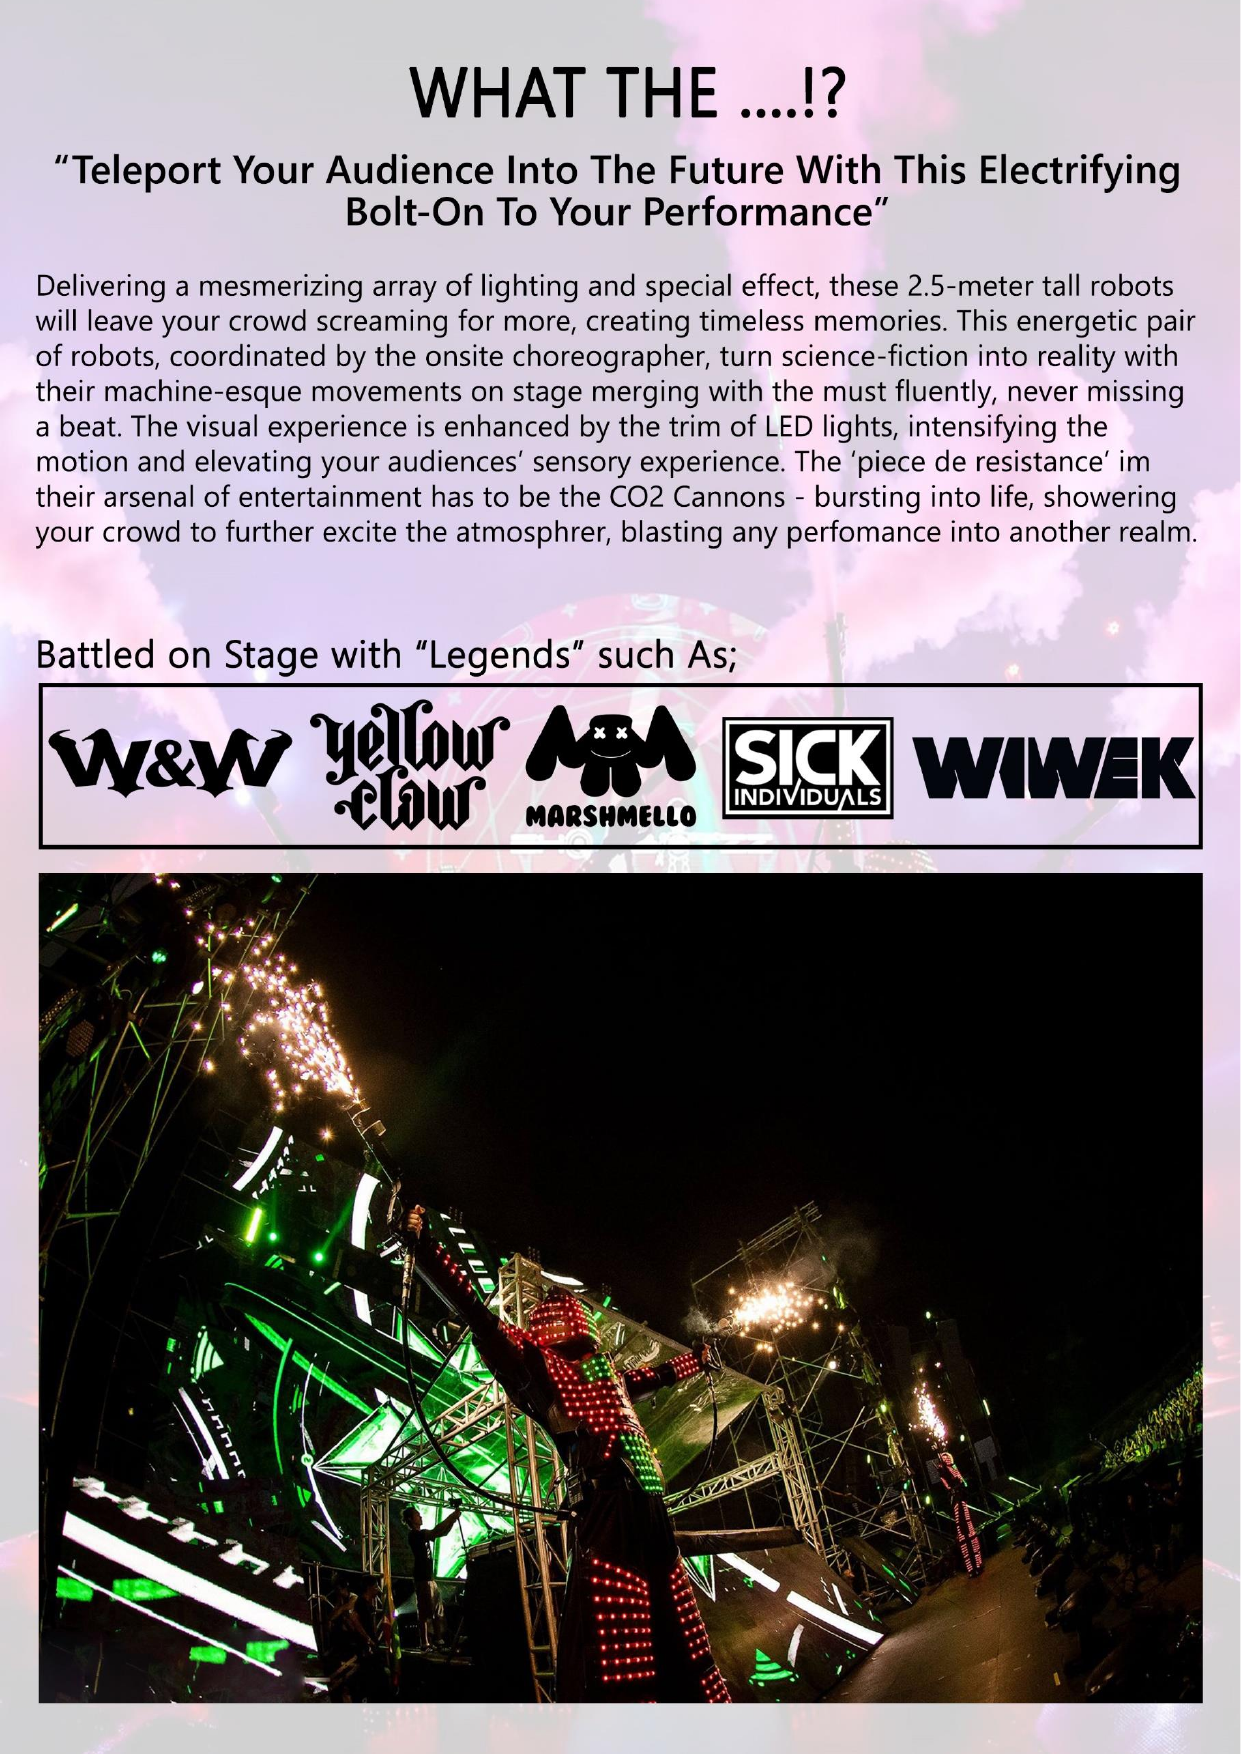 WHAT THE ....!?
“Teleport Your Audience Into The Future With This Electrifying
Bolt-On To Your Performance”
Delivering a mesmerizing array of lighting and special effect, these 2.5-meter tall robots
will leave your crowd screaming for more, creating timeless memories. This energetic pair
of robots, coordinated by the onsite choreographer, turn science-fiction into reality with
their machine-esque movements on stage merging with the must fluently, never missing
a beat. The visual experience is enhanced by the trim of LED lights, intensifying the
motion and elevating your audiences’ sensory experience. The ‘piece de resistance’ im
their arsenal of entertainment has to be the CO2 Cannons - bursting into life, showering
your crowd to further excite the atmosphrer, blasting any perfomance into another realm.
Battled on Stage with “Legends” such As;
W&W
yellow
claw
MARSHMELLO
SICK
INDIVIDUALS
WIWEK